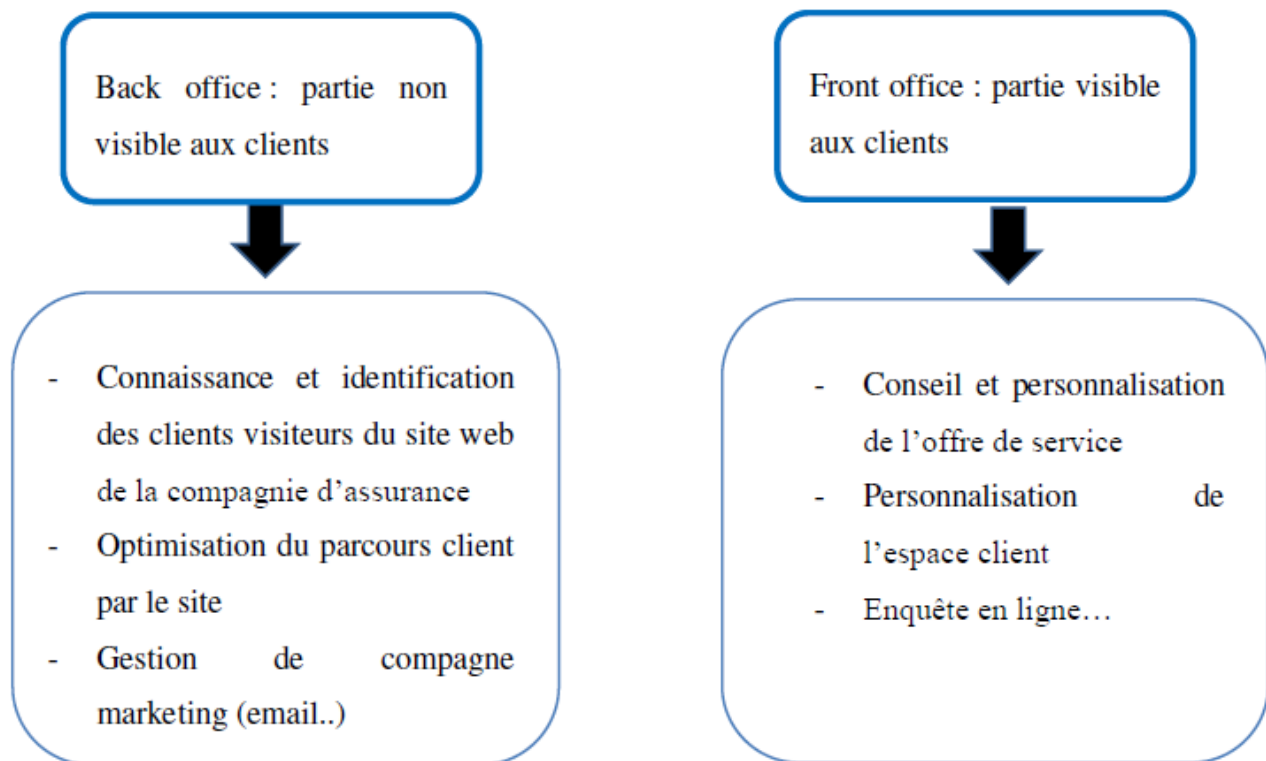 Back office : partie non
visible aux clients
- Connaissance et identification
des clients visiteurs du site web
de la compagnie d’assurance
- Optimisation du parcours client
par le site
- Gestion de compagne
marketing (email..)
Front office : partie visible
aux clients
- Conseil et personnalisation
de l’offre de service
- Personnalisation de
l’espace client
- Enquête en ligne…